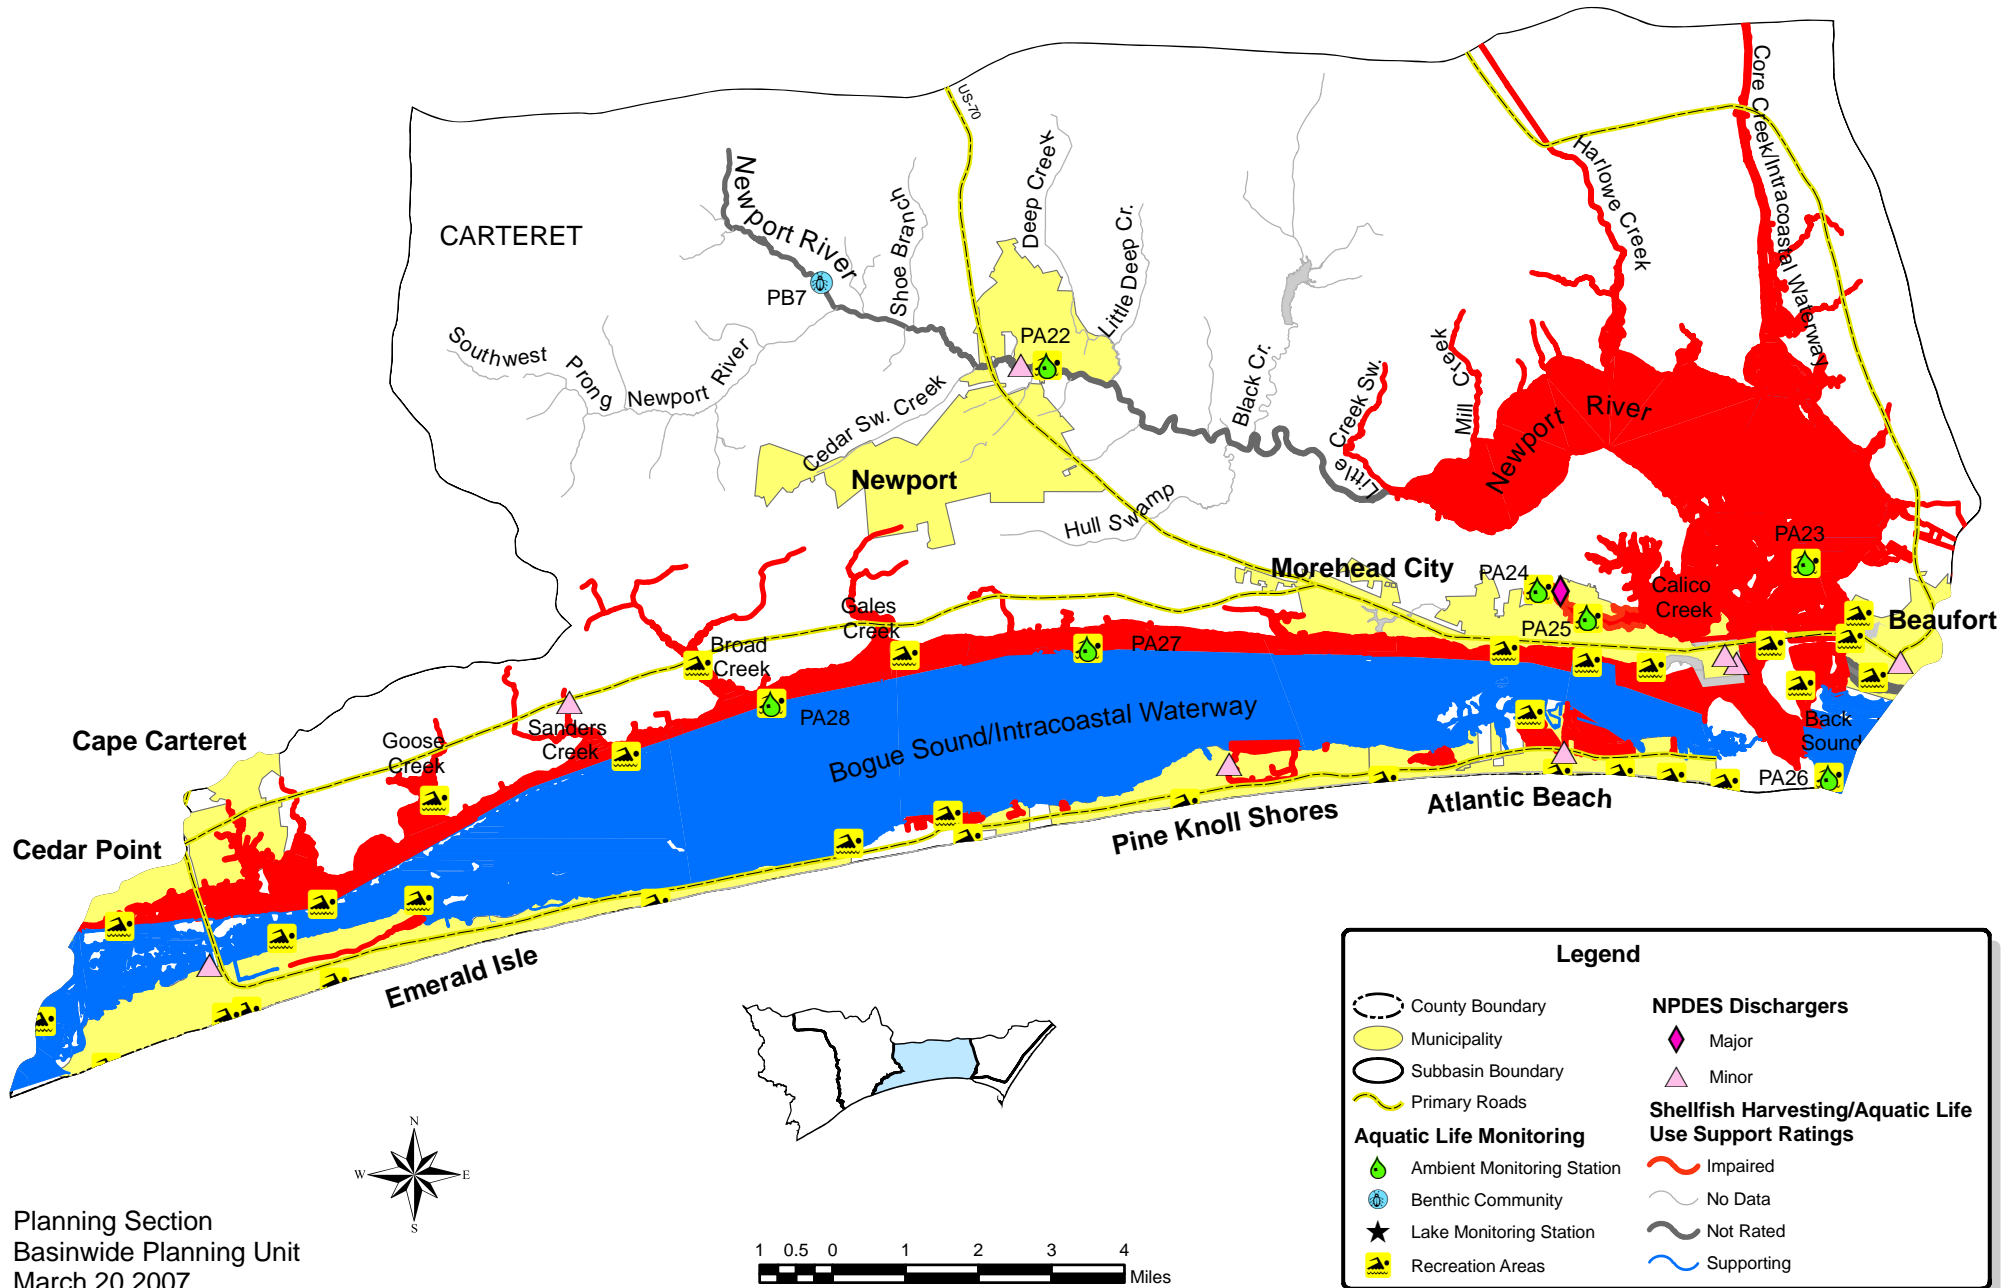 US-70
Core Creek/Intracoastal Waterway
Harlowe Creek
Deep Creek
Newport River
Shoe Branch
CARTERET
Little Deep Cr.
PB7
PA22
Southwest Prong Newport River
Cedar Sw. Creek
Black Cr.
Little Creek Sw.
Mill Creek
Newport River
Newport
Hull Swamp
PA23
Morehead City
PA24
Calico
Creek
Gales
Creek
PA25
Beaufort
Broad
Creek
PA27
PA28
Bogue Sound/Intracoastal Waterway
Back
Sound
Cape Carteret
Goose
Creek
Sanders
Creek
PA26
Atlantic Beach
Pine Knoll Shores
Cedar Point
Emerald Isle
Legend
County Boundary
Municipality
Subbasin Boundary
Primary Roads
Aquatic Life Monitoring
Ambient Monitoring Station
Benthic Community
Lake Monitoring Station
Recreation Areas
NPDES Dischargers
Major
Minor
Shellfish Harvesting/Aquatic Life
Use Support Ratings
Impaired
No Data
Not Rated
Supporting
N
W E
S
Planning Section
Basinwide Planning Unit
March 20 2007
1 0.5 0 1 2 3 4
Miles